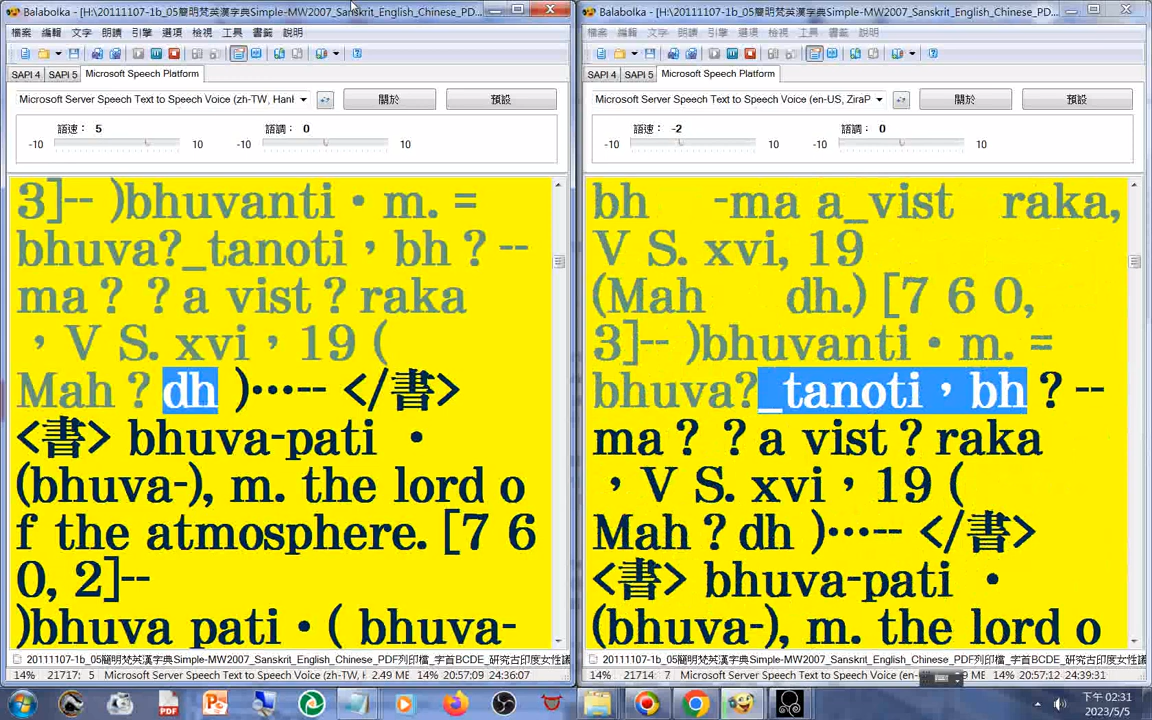 Balabolka - [H:\20111107-1b_05簡明梵英漢字典Simple-MW2007_Sanskrit_English_Chinese_PD...
檔案 編輯 文字 朗讀 引擎 選項 檢視 工具 書籤 說明
SAPI 4 SAPI 5 Microsoft Speech Platform
Microsoft Server Speech Text to Speech Voice (zh-TW, Hanl
關於 預設
語速: 5 語調: 0
-10 10 -10 10
3]-- )bhuvanti・m. =
bhuva?_tanoti，bh ? --
ma ? ? a vist ? raka
，V S. xvi，19 (
Mah ? dh )…-- </書>
<書> bhuva-pati ・
(bhuva-), m. the lord o
f the atmosphere. [7 6
0, 2]--
)bhuva pati・( bhuva-
20111107-1b_05簡明梵英漢字典Simple-MW2007_Sanskrit_English_Chinese_PDF列印檔_字首BCDE_研究古印度女性議
14% 21717: 5 Microsoft Server Speech Text to Speech Voice (zh-TW, H 14% 2.49 ME 20:57:09 24:36:07
Balabolka - [H:\20111107-1b_05簡明梵英漢字典Simple-MW2007_Sanskrit_English_Chinese_PD...
檔案 編輯 文字 朗讀 引擎 選項 檢視 工具 書籤 說明
SAPI 4 SAPI 5 Microsoft Speech Platform
Microsoft Server Speech Text to Speech Voice (en-US, ZiraP
關於 預設
語速: -2 語調: 0
-10 10 -10 10
bh -ma a_vist raka,
V S. xvi, 19
(Mah dh.) [7 6 0,
3]-- )bhuvanti・m. =
bhuva?_tanoti，bh ? --
ma ? ? a vist ? raka
，V S. xvi，19 (
Mah ? dh )…-- </書>
<書> bhuva-pati ・
(bhuva-), m. the lord o
20111107-1b_05簡明梵英漢字典Simple-MW2007_Sanskrit_English_Chinese_PDF列印檔_字首BCDE_研究古印度女性議
14% 21714: 7 Microsoft Server Speech Text to Speech Voice 14% 2.49 ME 20:57:12 24:39:31
PDF
下午 02:31
2023/5/5